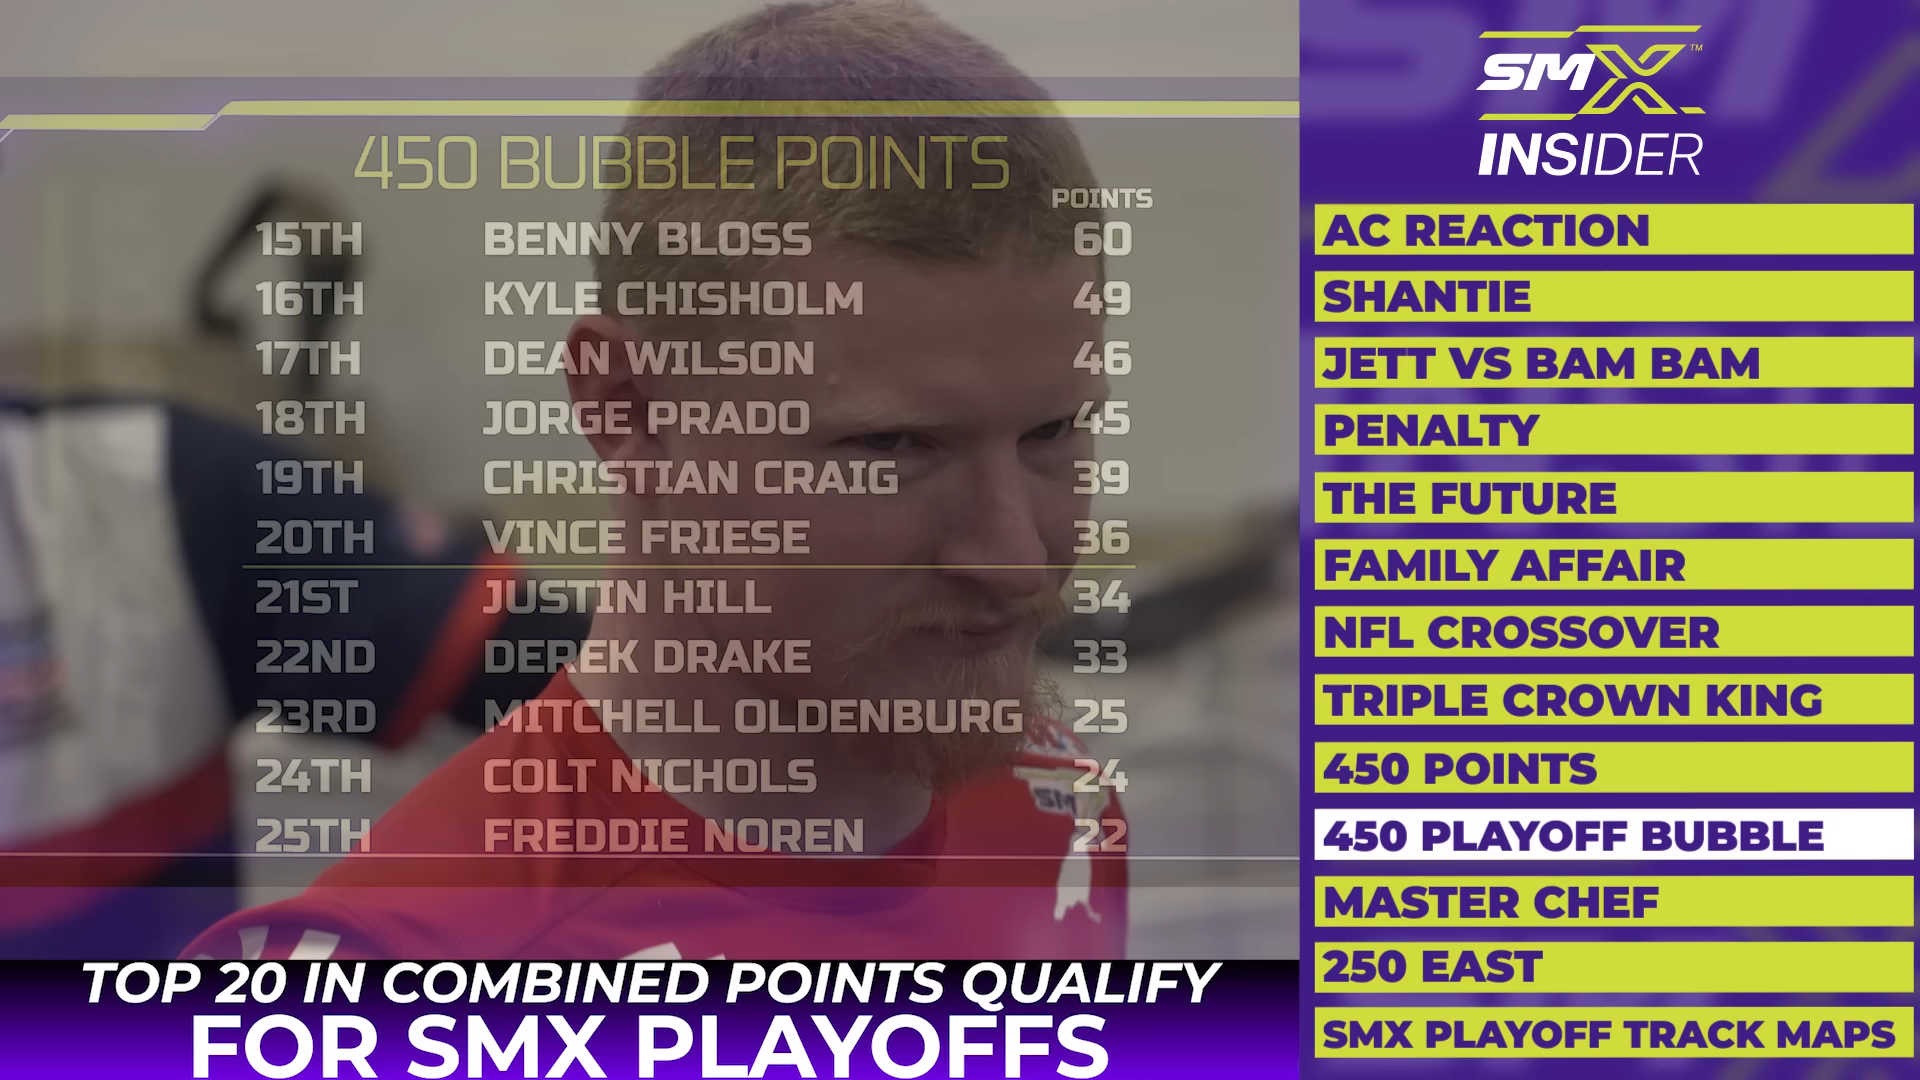 450 BUBBLE POINTS
POINTS
15TH BENNY BLOSS 60
16TH KYLE CHISHOLM 49
17TH DEAN WILSON 46
18TH JORGE PRADO 45
19TH CHRISTIAN CRAIG 39
20TH VINCE FRIESE 36
21ST JUSTIN HILL 34
22ND DEREK DRAKE 33
23RD MITCHELL OLDENBURG 25
24TH COLT NICHOLS 24
25TH FREDDIE NOREN 22
SM
TOP 20 IN COMBINED POINTS QUALIFY
FOR SMX PLAYOFFS
SMX™
INSIDER
AC REACTION
SHANTIE
JETT VS BAM BAM
PENALTY
THE FUTURE
FAMILY AFFAIR
NFL CROSSOVER
TRIPLE CROWN KING
450 POINTS
450 PLAYOFF BUBBLE
MASTER CHEF
250 EAST
SMX PLAYOFF TRACK MAPS